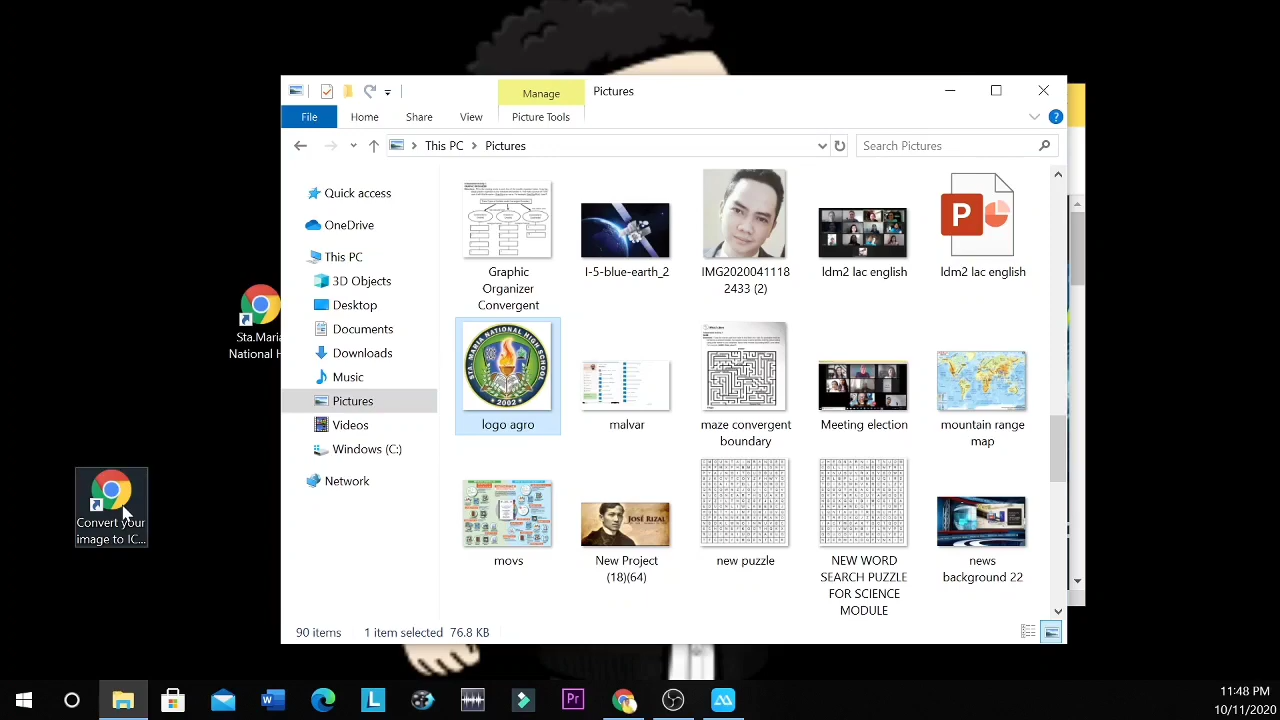 Manage
Pictures
File
Home
Share
View
Picture Tools
This PC
Pictures
Search Pictures
Quick access
OneDrive
This PC
3D Objects
Desktop
Documents
Downloads
Pictures
Videos
Windows (C:)
Network
Graphic
Organizer
Convergent
I-5-blue-earth_2
IMG2020041118
2433 (2)
ldm2 lac english
P
ldm2 lac english
2002
logo agro
malvar
maze convergent
boundary
Meeting election
mountain range
map
movs
JOSÉ RIZAL
New Project
(18)(64)
new puzzle
NEW WORD
SEARCH PUZZLE
FOR SCIENCE
MODULE
news
background 22
Sta.Maria
National
Convert your
image to IC...
90 items
1 item selected 76.8 KB
W
L
Pr
11:48 PM
10/11/2020